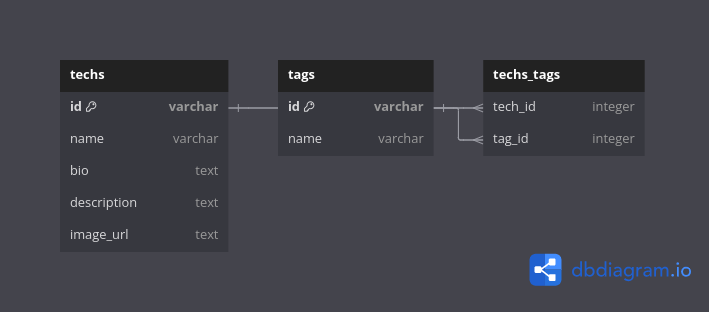 techs
id varchar
name varchar
bio text
description text
image_url text
tags
id varchar
name varchar
techs_tags
tech_id integer
tag_id integer
dbdiagram.io